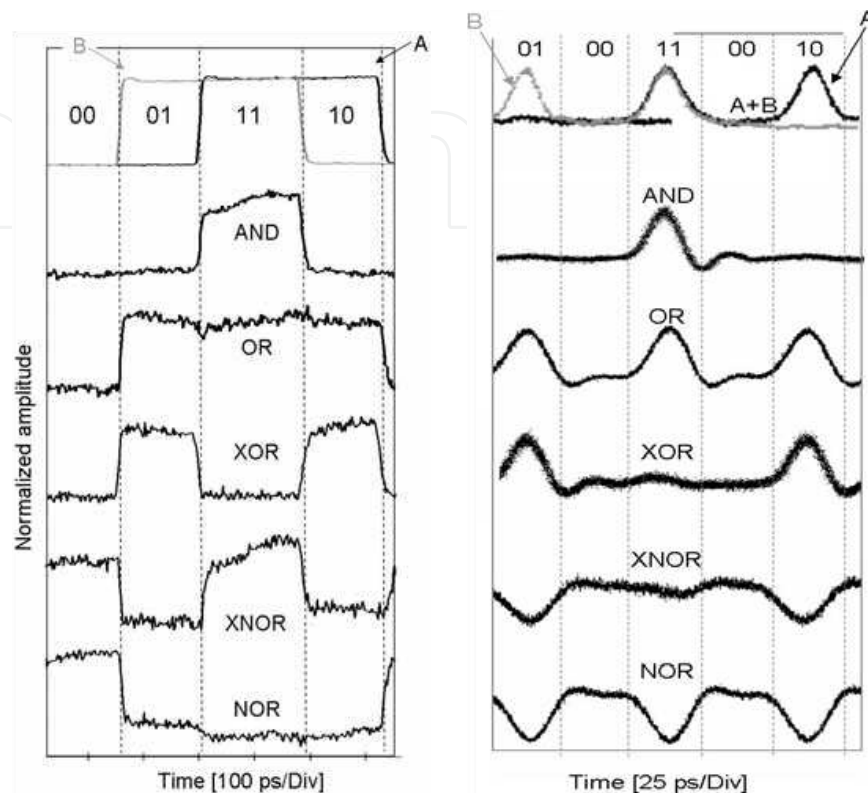 B
A
00 01 11 10
AND
OR
XOR
XNOR
NOR
Normalized amplitude
Time [100 ps/Div]
B
A
01 00 11 00 10
A+B
AND
OR
XOR
XNOR
NOR
Time [25 ps/Div]